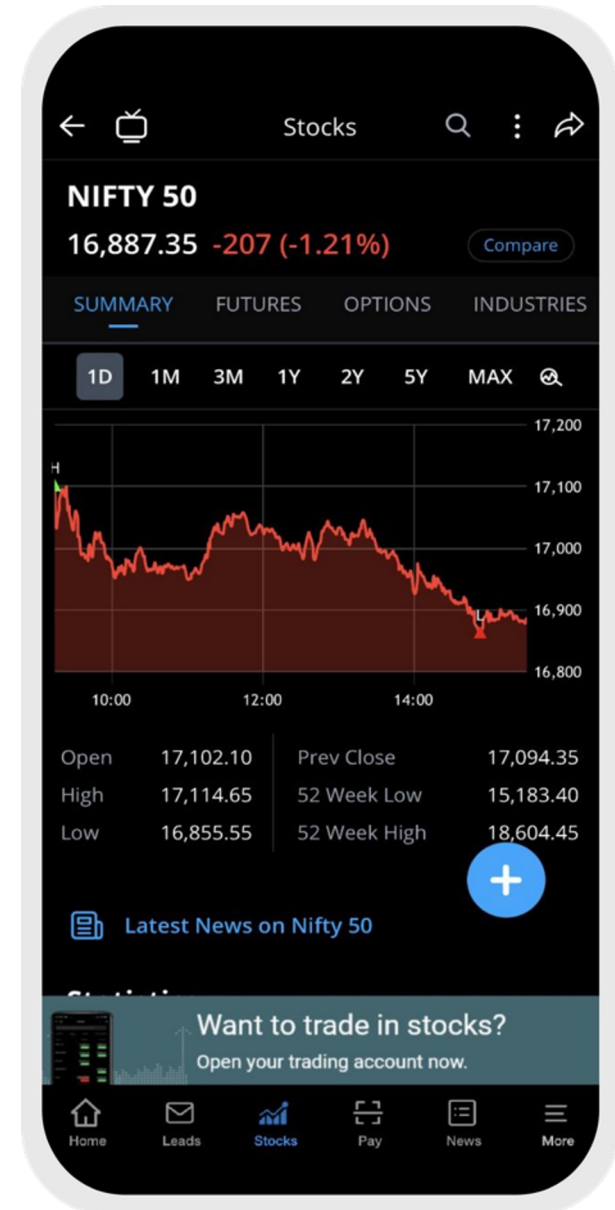 Stocks
NIFTY 50
16,887.35 -207 (-1.21%) Compare
SUMMARY FUTURES OPTIONS INDUSTRIES
1D 1M 3M 1Y 2Y 5Y MAX
17,200
H
17,100
17,000
16,900
L
16,800
10:00 12:00 14:00
Open 17,102.10 Prev Close 17,094.35
High 17,114.65 52 Week Low 15,183.40
Low 16,855.55 52 Week High 18,604.45
+
Latest News on Nifty 50
Want to trade in stocks?
Open your trading account now.
Home Leads Stocks Pay News More